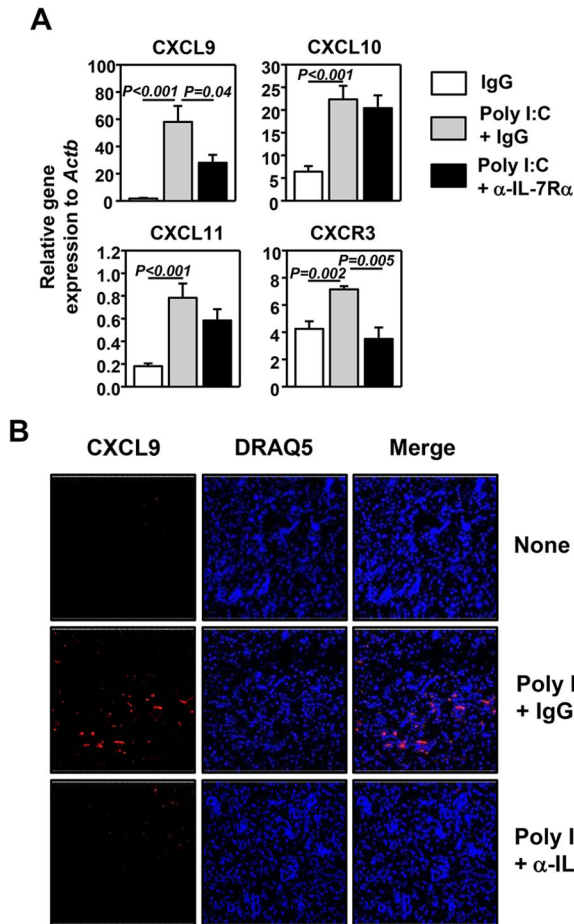 A
CXCL9
CXCL10
Relative gene
expression to Actb
80
60
40
20
0
P<0.001
P=0.04
30
25
20
15
10
5
0
P<0.001
IgG
Poly I:C
+ IgG
Poly I:C
+ α-IL-7Rα
CXCL11
CXCR3
1.2
1.0
0.8
0.6
0.4
0.2
0.0
P<0.001
8
6
4
2
0
P=0.002
P=0.005
B
CXCL9
DRAQ5
Merge
None
Poly I
+ IgG
Poly I
+ α-IL